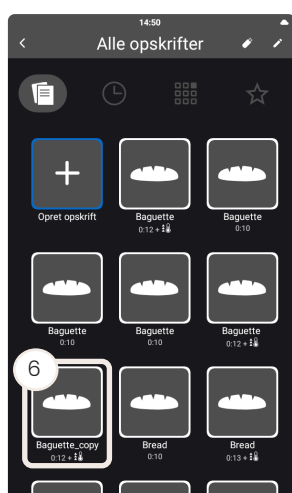 14:50
Alle opskrifter
Opret opskrift
Baguette
0:12 +
Baguette
0:10
Baguette
0:10
Baguette
0:10
Baguette
0:12 +
6
Baguette_copy
0:12 +
Bread
0:10
Bread
0:13 +